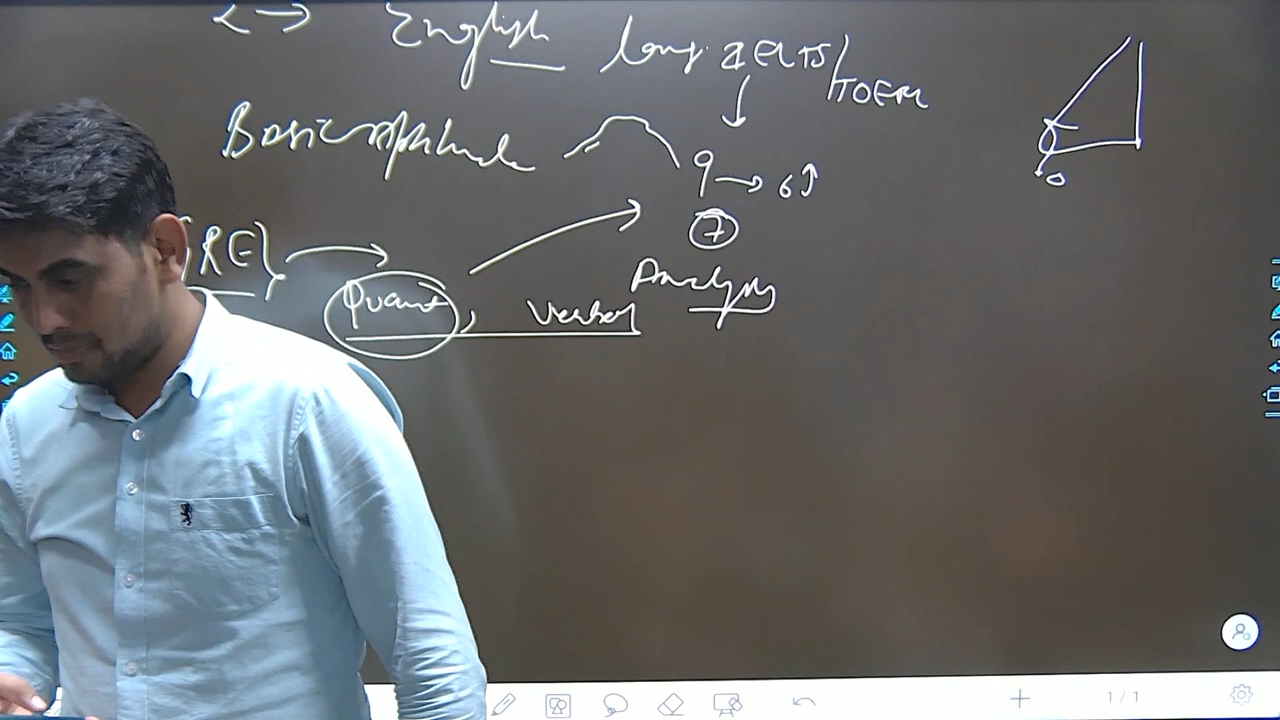 English lang. IELTS/
TOEFL
Basic aptitude
9 → 6↑
7
GRE} → Quant, Verbal
Analysis
1/1